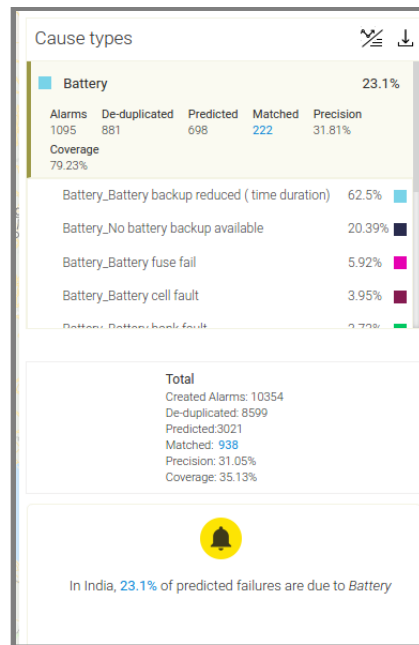 Cause types
Battery 23.1%
Alarms De-duplicated Predicted Matched Precision
1095 881 698 222 31.81%
Coverage
79.23%
Battery_Battery backup reduced ( time duration) 62.5%
Battery_No battery backup available 20.39%
Battery_Battery fuse fail 5.92%
Battery_Battery cell fault 3.95%
Battery_Battery bank fault
Total
Created Alarms: 10354
De-duplicated: 8599
Predicted:3021
Matched: 938
Precision: 31.05%
Coverage: 35.13%
In India, 23.1% of predicted failures are due to Battery